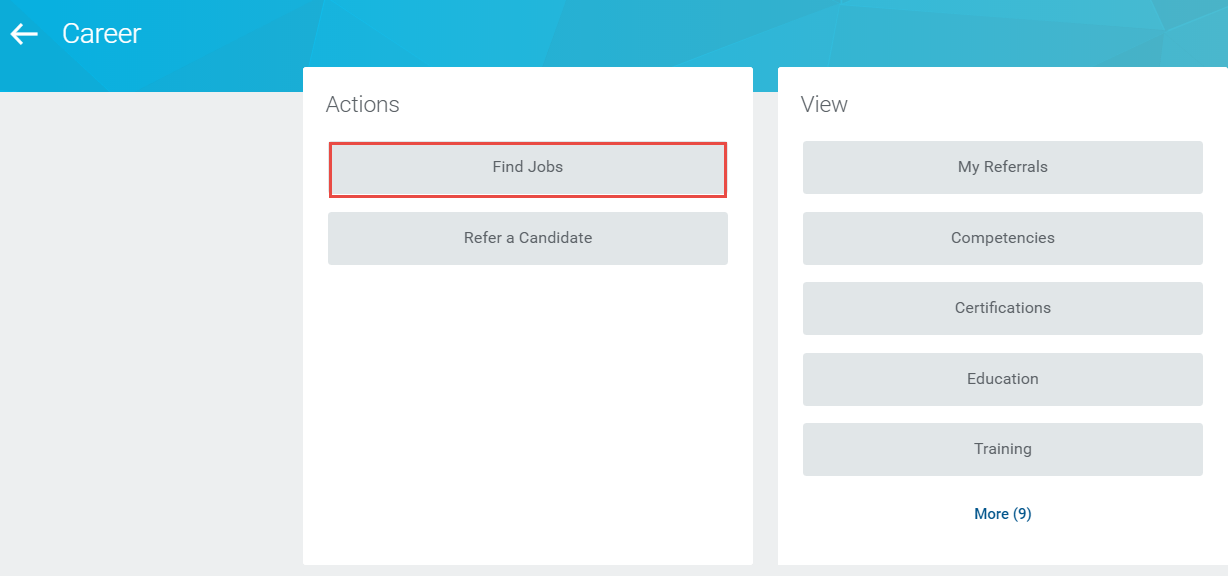 Career
Actions
Find Jobs
Refer a Candidate
View
My Referrals
Competencies
Certifications
Education
Training
More (9)